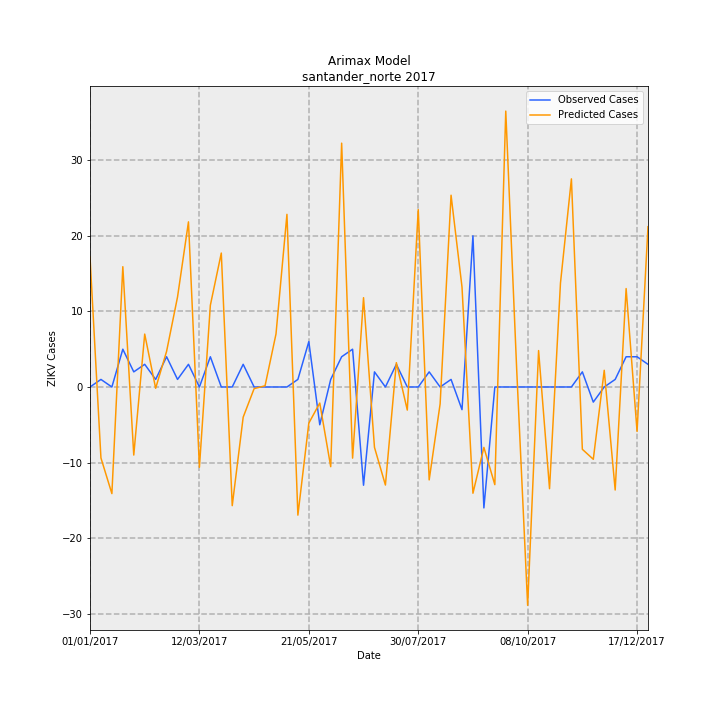 Arimax Model
santander_norte 2017
Observed Cases
Predicted Cases
ZIKV Cases
30
20
10
0
−10
−20
−30
01/01/2017
12/03/2017
21/05/2017
30/07/2017
08/10/2017
17/12/2017
Date